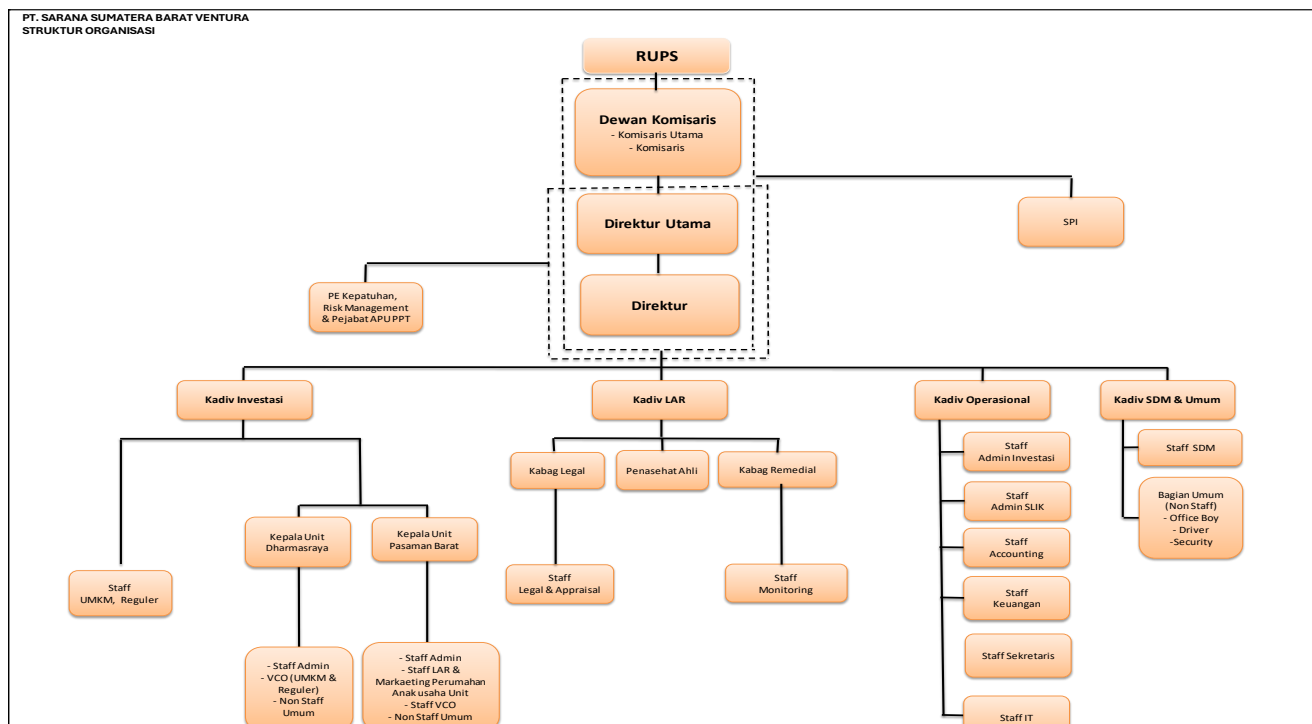 PT. SARANA SUMATERA BARAT VENTURA
STRUKTUR ORGANISASI
RUPS
Dewan Komisaris
- Komisaris Utama
- Komisaris
Direktur Utama
SPI
Direktur
PE Kepatuhan,
Risk Management
& Pejabat APU PPT
Kadiv Investasi
Kadiv LAR
Kadiv Operasional
Kadiv SDM & Umum
Staff
UMKM, Reguler
Kepala Unit
Dharmasraya
- Staff Admin
- VCO (UMKM &
Reguler)
- Non Staff
Umum
Kepala Unit
Pasaman Barat
- Staff Admin
- Staff LAR &
Markaeting Perumahan
Anak usaha Unit
- Staff VCO
- Non Staff Umum
Kabag Legal
Staff
Legal & Appraisal
Penasehat Ahli
Kabag Remedial
Staff
Monitoring
Staff
Admin Investasi
Staff
Admin SLIK
Staff
Accounting
Staff
Keuangan
Staff Sekretaris
Staff IT
Staff SDM
Bagian Umum
(Non Staff)
- Office Boy
- Driver
-Security